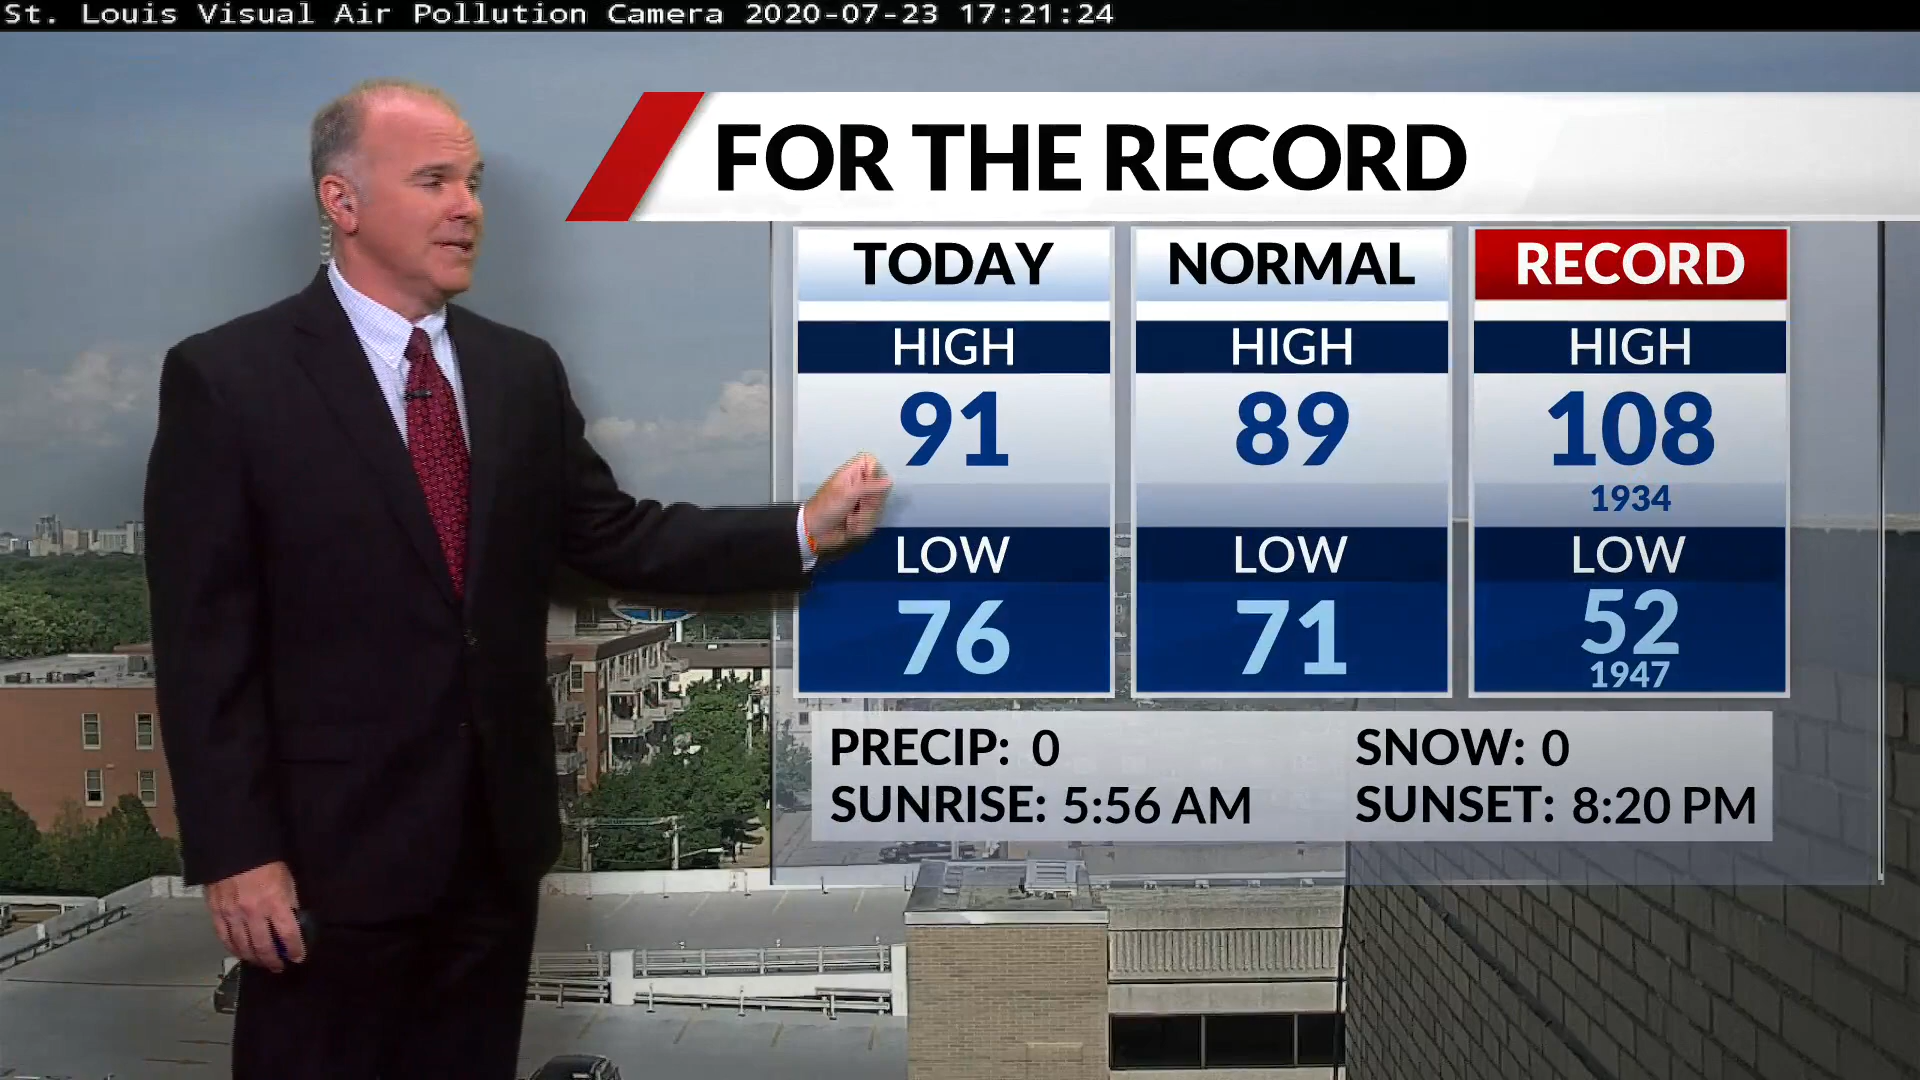 St. Louis Visual Air Pollution Camera 2020-07-23 17:21:24
FOR THE RECORD
TODAY
HIGH
91
LOW
76
NORMAL
HIGH
89
LOW
71
RECORD
HIGH
108
1934
LOW
52
1947
PRECIP: 0
SNOW: 0
SUNRISE: 5:56 AM
SUNSET: 8:20 PM